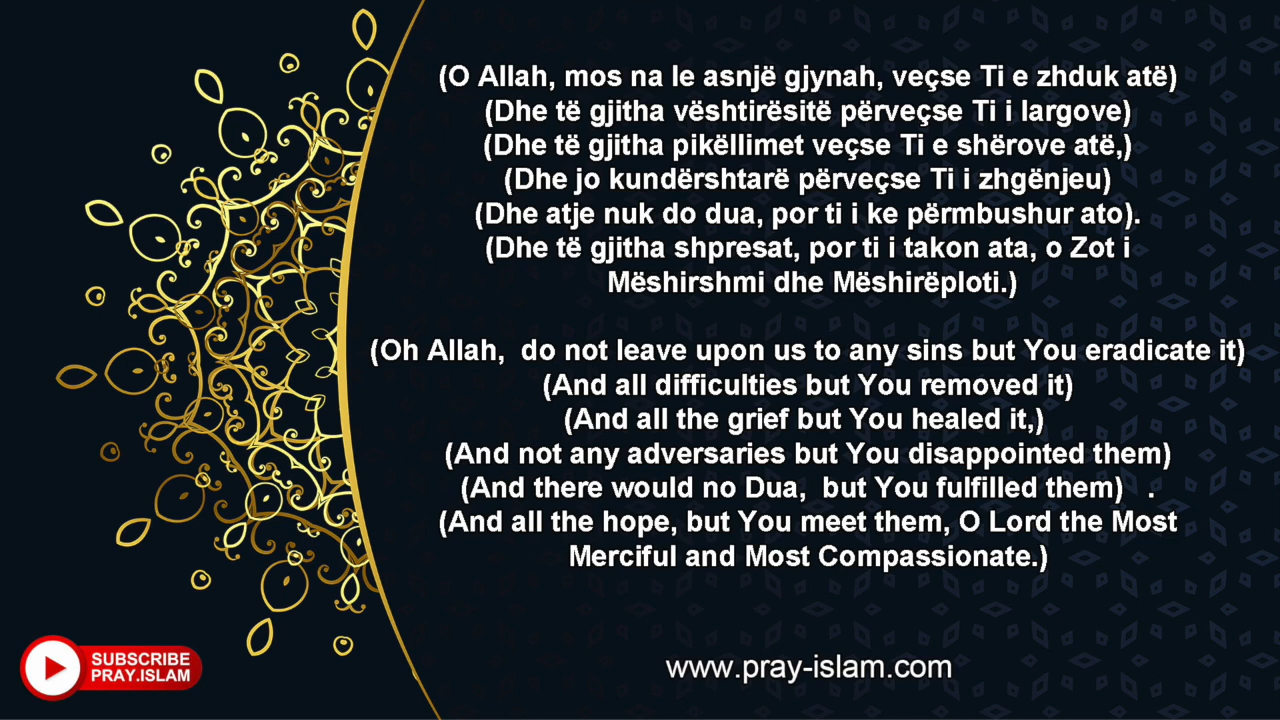 (O Allah, mos na le asnjë gjynah, veçse Ti e zhduk atë)
(Dhe të gjitha vështirësitë përveçse Ti i largove)
(Dhe të gjitha pikëllimet veçse Ti e shërove atë,)
(Dhe jo kundërshtarë përveçse Ti i zhgënjeu)
(Dhe atje nuk do dua, por ti i ke përmbushur ato).
(Dhe të gjitha shpresat, por ti i takon ata, o Zot i
Mëshirshmi dhe Mëshirëploti.)
(Oh Allah,  do not leave upon us to any sins but You eradicate it)
(And all difficulties but You removed it)
(And all the grief but You healed it,)
(And not any adversaries but You disappointed them)
(And there would no Dua,  but You fulfilled them)   .
(And all the hope, but You meet them, O Lord the Most
Merciful and Most Compassionate.)
SUBSCRIBE
PRAY.ISLAM
www.pray-islam.com